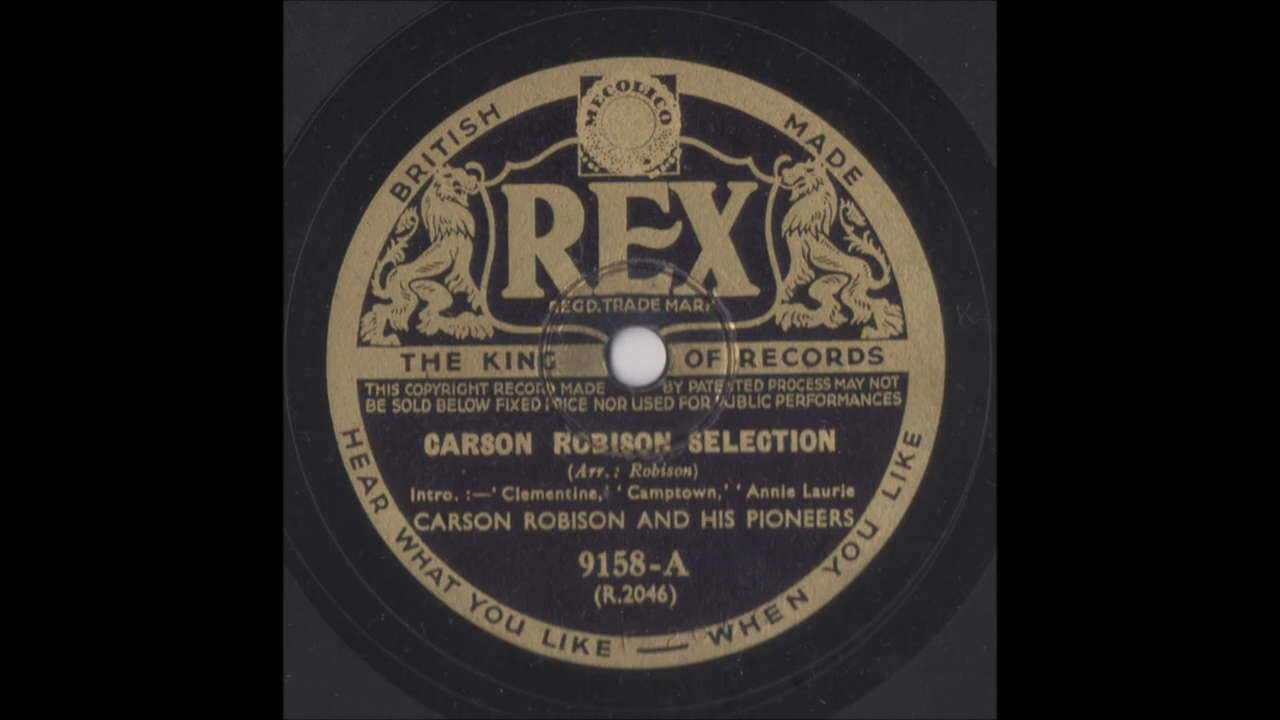 MECOLICO
BRITISH MADE
REX
REGD. TRADE MARK
THE KING OF RECORDS
THIS COPYRIGHT RECORD MADE BY PATENTED PROCESS MAY NOT
BE SOLD BELOW FIXED PRICE NOR USED FOR PUBLIC PERFORMANCES
CARSON ROBISON SELECTION
(Arr.: Robison)
Intro. :—' Clementine,' ' Camptown,' ' Annie Laurie
CARSON ROBISON AND HIS PIONEERS
9158-A
(R.2046)
HEAR WHAT YOU LIKE — WHEN YOU LIKE